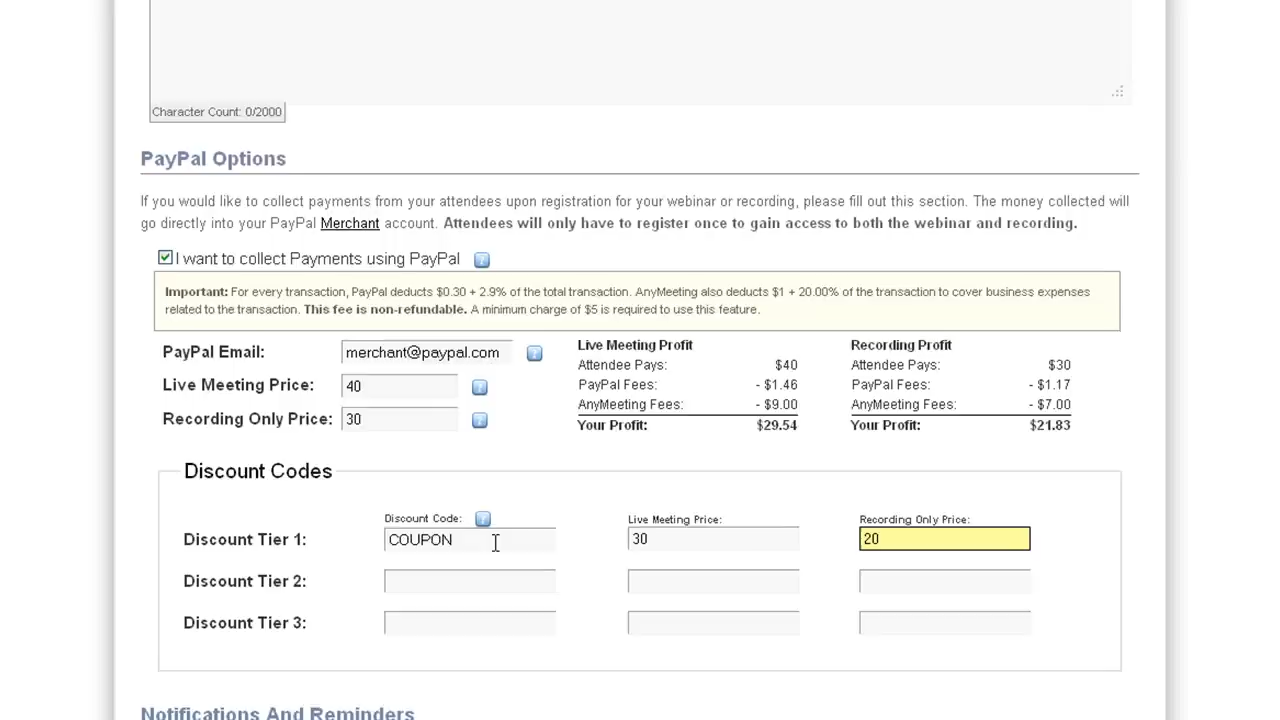 Character Count: 0/2000
PayPal Options
If you would like to collect payments from your attendees upon registration for your webinar or recording, please fill out this section. The money collected will
go directly into your PayPal Merchant account. Attendees will only have to register once to gain access to both the webinar and recording.
I want to collect Payments using PayPal
Important: For every transaction, PayPal deducts $0.30 + 2.9% of the total transaction. AnyMeeting also deducts $1 + 20.00% of the transaction to cover business expenses
related to the transaction. This fee is non-refundable. A minimum charge of $5 is required to use this feature.
PayPal Email: merchant@paypal.com
Live Meeting Price: 40
Recording Only Price: 30
Live Meeting Profit
Attendee Pays: $40
PayPal Fees: - $1.46
AnyMeeting Fees: - $9.00
Your Profit: $29.54
Recording Profit
Attendee Pays: $30
PayPal Fees: - $1.17
AnyMeeting Fees: - $7.00
Your Profit: $21.83
Discount Codes
Discount Code: Live Meeting Price: Recording Only Price:
Discount Tier 1: COUPON 30 20
Discount Tier 2:
Discount Tier 3:
Notifications And Reminders